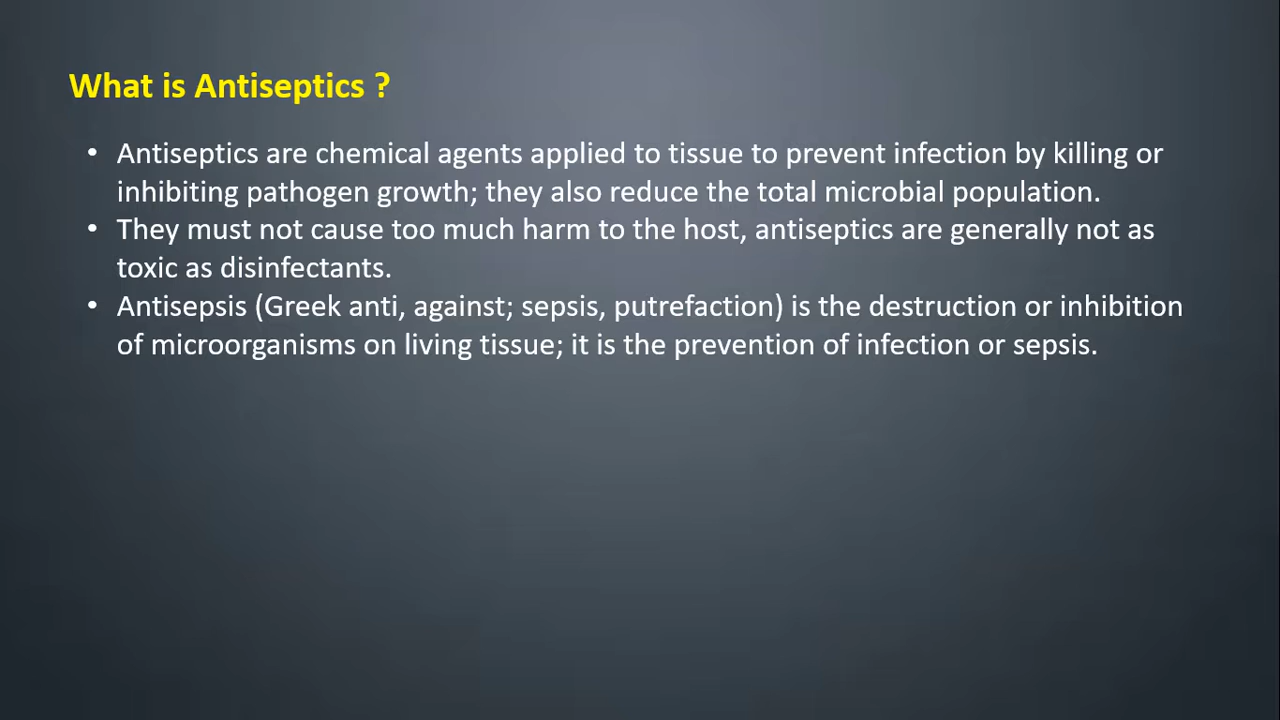 What is Antiseptics ?
• Antiseptics are chemical agents applied to tissue to prevent infection by killing or
inhibiting pathogen growth; they also reduce the total microbial population.
• They must not cause too much harm to the host, antiseptics are generally not as
toxic as disinfectants.
• Antisepsis (Greek anti, against; sepsis, putrefaction) is the destruction or inhibition
of microorganisms on living tissue; it is the prevention of infection or sepsis.